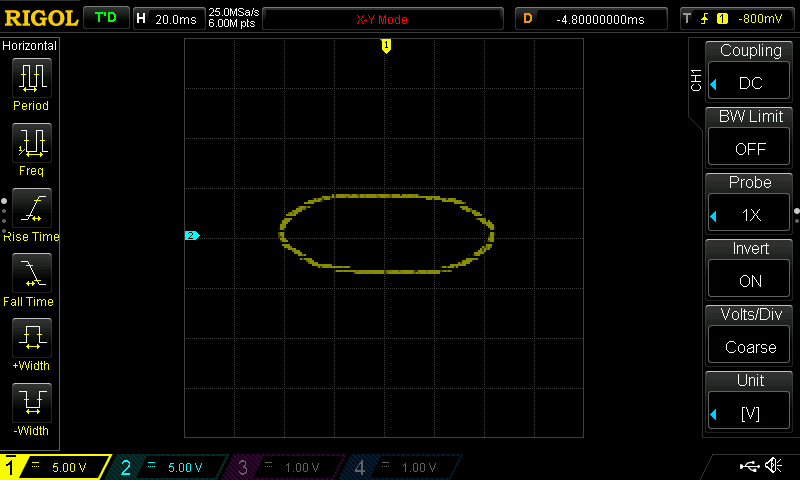 RIGOL T'D H 20.0ms 25.0MSa/s 6.00M pts X-Y Mode D -4.80000000ms T 1 -800mV
Horizontal
Period
Freq
Rise Time
Fall Time
+Width
-Width
1
2
CH1
Coupling
DC
BW Limit
OFF
Probe
1X
Invert
ON
Volts/Div
Coarse
Unit
[V]
1 = 5.00 V 2 = 5.00 V 3 = 1.00 V 4 = 1.00 V